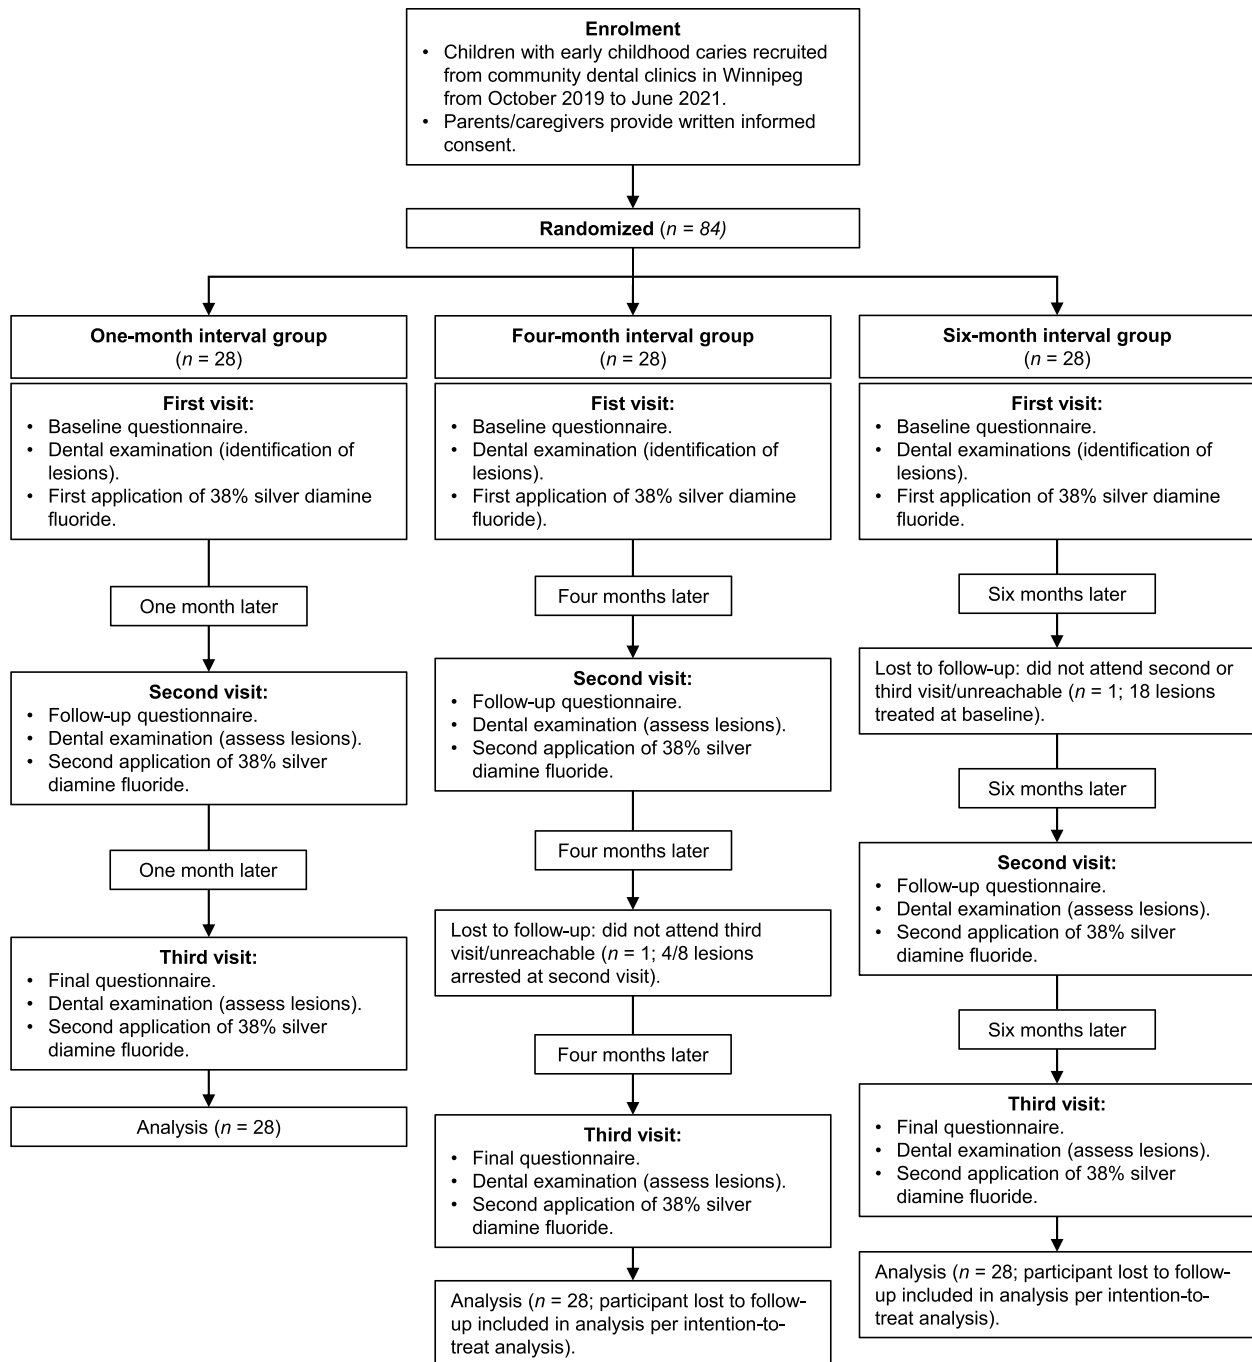 Enrolment
• Children with early childhood caries recruited
from community dental clinics in Winnipeg
from October 2019 to June 2021.
• Parents/caregivers provide written informed
consent.
Randomized (n = 84)
One-month interval group
(n = 28)
First visit:
• Baseline questionnaire.
• Dental examination (identification of
lesions).
• First application of 38% silver diamine
fluoride.
One month later
Second visit:
• Follow-up questionnaire.
• Dental examination (assess lesions).
• Second application of 38% silver
diamine fluoride.
One month later
Third visit:
• Final questionnaire.
• Dental examination (assess lesions).
• Second application of 38% silver
diamine fluoride.
Analysis (n = 28)
Four-month interval group
(n = 28)
Fist visit:
• Baseline questionnaire.
• Dental examination (identification of
lesions).
• First application of 38% silver diamine
fluoride).
Four months later
Second visit:
• Follow-up questionnaire.
• Dental examination (assess lesions).
• Second application of 38% silver
diamine fluoride.
Four months later
Lost to follow-up: did not attend third
visit/unreachable (n = 1; 4/8 lesions
arrested at second visit).
Four months later
Third visit:
• Final questionnaire.
• Dental examination (assess lesions).
• Second application of 38% silver
diamine fluoride.
Analysis (n = 28; participant lost to follow-
up included in analysis per intention-to-
treat analysis).
Six-month interval group
(n = 28)
First visit:
• Baseline questionnaire.
• Dental examinations (identification of
lesions).
• First application of 38% silver diamine
fluoride.
Six months later
Lost to follow-up: did not attend second or
third visit/unreachable (n = 1; 18 lesions
treated at baseline).
Six months later
Second visit:
• Follow-up questionnaire.
• Dental examination (assess lesions).
• Second application of 38% silver
diamine fluoride.
Six months later
Third visit:
• Final questionnaire.
• Dental examination (assess lesions).
• Second application of 38% silver
diamine fluoride.
Analysis (n = 28; participant lost to follow-
up included in analysis per intention-to-
treat analysis).